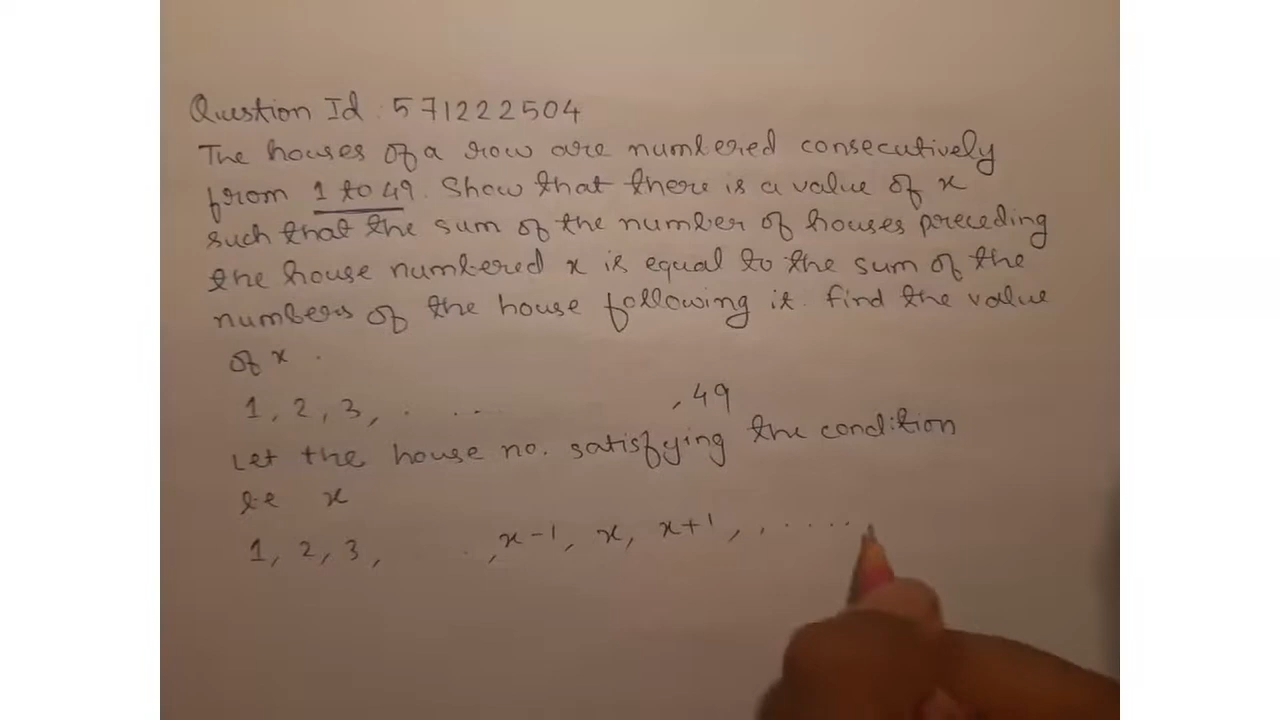 Question Id : 571222504
The houses of a row are numbered consecutively
from 1 to 49. Show that there is a value of x
such that the sum of the number of houses preceding
the house numbered x is equal to the sum of the
numbers of the house following it. find the value
of x.
1, 2, 3, . . . . , 49
Let the house no. satisfying the condition
be x
1, 2, 3, . , x-1, x, x+1, , . . . . .